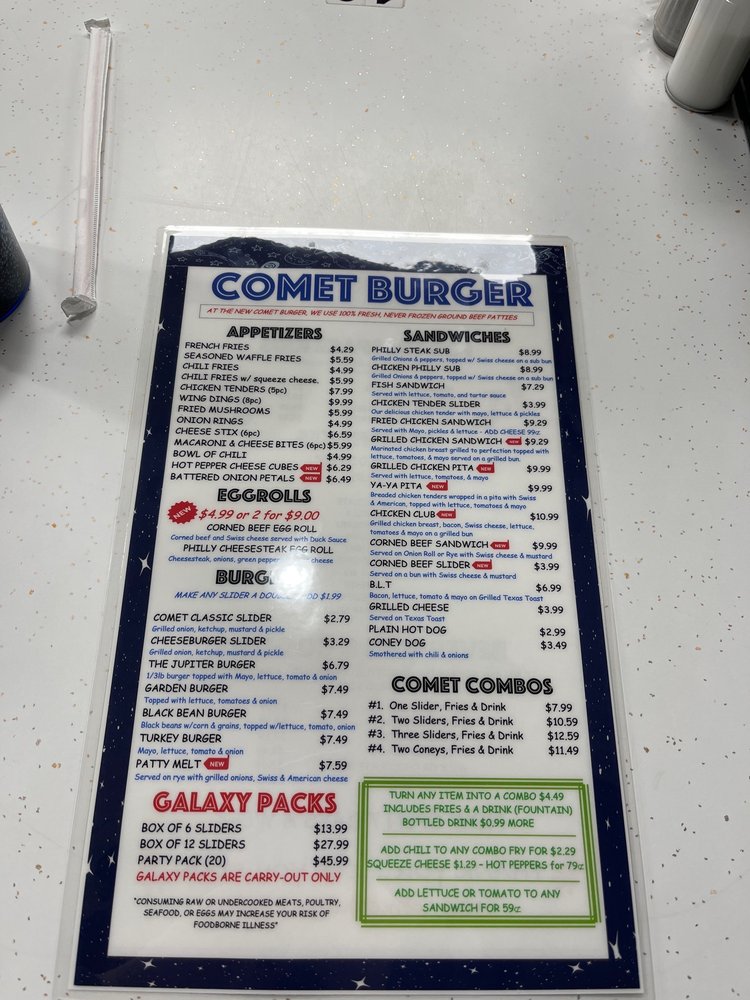 COMET BURGER
AT THE NEW COMET BURGER, WE USE 100% FRESH, NEVER FROZEN GROUND BEEF PATTIES
APPETIZERS
FRENCH FRIES $4.29
SEASONED WAFFLE FRIES $5.59
CHILI FRIES $4.99
CHILI FRIES w/ squeeze cheese. $5.99
CHICKEN TENDERS (5pc) $7.99
WING DINGS (8pc) $9.99
FRIED MUSHROOMS $5.99
ONION RINGS $4.99
CHEESE STIX (6pc) $6.59
MACARONI & CHEESE BITES (6pc) $5.99
BOWL OF CHILI $4.99
HOT PEPPER CHEESE CUBES NEW $6.29
BATTERED ONION PETALS NEW $6.49
EGGROLLS
NEW $4.99 or 2 for $9.00
CORNED BEEF EGG ROLL
Corned beef and Swiss cheese served with Duck Sauce
PHILLY CHEESESTEAK EGG ROLL
Cheesesteak, onions, green pepper cheese
BURG
MAKE ANY SLIDER A DOUBLE ADD $1.99
COMET CLASSIC SLIDER $2.79
Grilled onion, ketchup, mustard & pickle
CHEESEBURGER SLIDER $3.29
Grilled onion, ketchup, mustard & pickle
THE JUPITER BURGER $6.79
1/3lb burger topped with Mayo, lettuce, tomato & onion
GARDEN BURGER $7.49
Topped with lettuce, tomatoes & onion
BLACK BEAN BURGER $7.49
Black beans w/corn & grains, topped w/lettuce, tomato, onion
TURKEY BURGER $7.49
Mayo, lettuce, tomato & onion
PATTY MELT NEW $7.59
Served on rye with grilled onions, Swiss & American cheese
GALAXY PACKS
BOX OF 6 SLIDERS $13.99
BOX OF 12 SLIDERS $27.99
PARTY PACK (20) $45.99
GALAXY PACKS ARE CARRY-OUT ONLY
"CONSUMING RAW OR UNDERCOOKED MEATS, POULTRY,
SEAFOOD, OR EGGS MAY INCREASE YOUR RISK OF
FOODBORNE ILLNESS"
SANDWICHES
PHILLY STEAK SUB $8.99
Grilled Onions & peppers, topped w/ Swiss cheese on a sub bun
CHICKEN PHILLY SUB $8.99
Grilled Onions & peppers, topped w/ Swiss cheese on a sub bun
FISH SANDWICH $7.29
Served with lettuce, tomato, and tartar sauce
CHICKEN TENDER SLIDER $3.99
Our delicious chicken tender with mayo, lettuce & pickles
FRIED CHICKEN SANDWICH $9.29
Served with Mayo, pickles & lettuce - ADD CHEESE 99¢
GRILLED CHICKEN SANDWICH NEW $9.29
Marinated chicken breast grilled to perfection topped with
lettuce, tomatoes, & mayo served on a grilled bun.
GRILLED CHICKEN PITA NEW $9.99
Served with lettuce, tomatoes, & mayo
YA-YA PITA NEW $9.99
Breaded chicken tenders wrapped in a pita with Swiss
& American, topped with lettuce, tomatoes & mayo
CHICKEN CLUB NEW $10.99
Grilled chicken breast, bacon, Swiss cheese, lettuce,
tomatoes & mayo on a grilled bun
CORNED BEEF SANDWICH NEW $9.99
Served on Onion Roll or Rye with Swiss cheese & mustard
CORNED BEEF SLIDER NEW $3.99
Served on a bun with Swiss cheese & mustard
B.L.T $6.99
Bacon, lettuce, tomato & mayo on Grilled Texas Toast
GRILLED CHEESE $3.99
Served on Texas Toast
PLAIN HOT DOG $2.99
CONEY DOG $3.49
Smothered with chili & onions
COMET COMBOS
#1. One Slider, Fries & Drink $7.99
#2. Two Sliders, Fries & Drink $10.59
#3. Three Sliders, Fries & Drink $12.59
#4. Two Coneys, Fries & Drink $11.49
TURN ANY ITEM INTO A COMBO $4.49
INCLUDES FRIES & A DRINK (FOUNTAIN)
BOTTLED DRINK $0.99 MORE
ADD CHILI TO ANY COMBO FRY FOR $2.29
SQUEEZE CHEESE $1.29 - HOT PEPPERS for 79¢
ADD LETTUCE OR TOMATO TO ANY
SANDWICH FOR 59¢